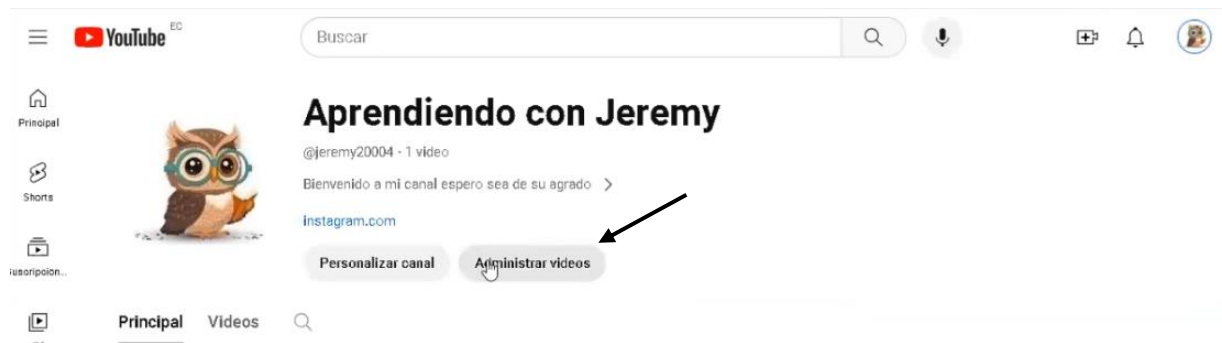 YouTube EC
Buscar
Principal
Shorts
Suscripción...
Aprendiendo con Jeremy
@jeremy20004 - 1 video
Bienvenido a mi canal espero sea de su agrado >
instagram.com
Personalizar canal
Administrar videos
Principal
Videos